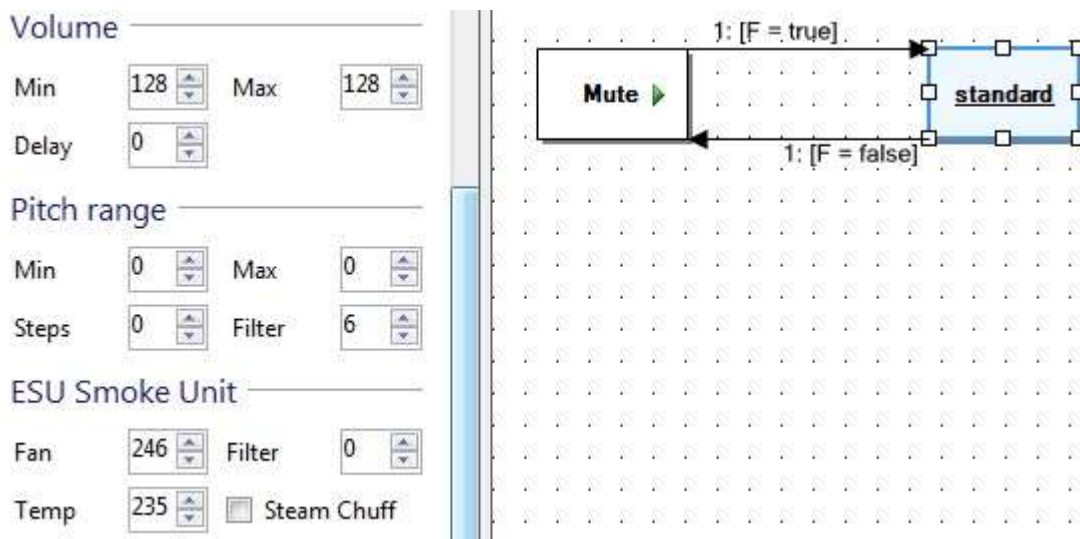 Volume
Min 128 Max 128
Delay 0
Pitch range
Min 0 Max 0
Steps 0 Filter 6
ESU Smoke Unit
Fan 246 Filter 0
Temp 235 Steam Chuff
1: [F = true]
Mute
standard
1: [F = false]